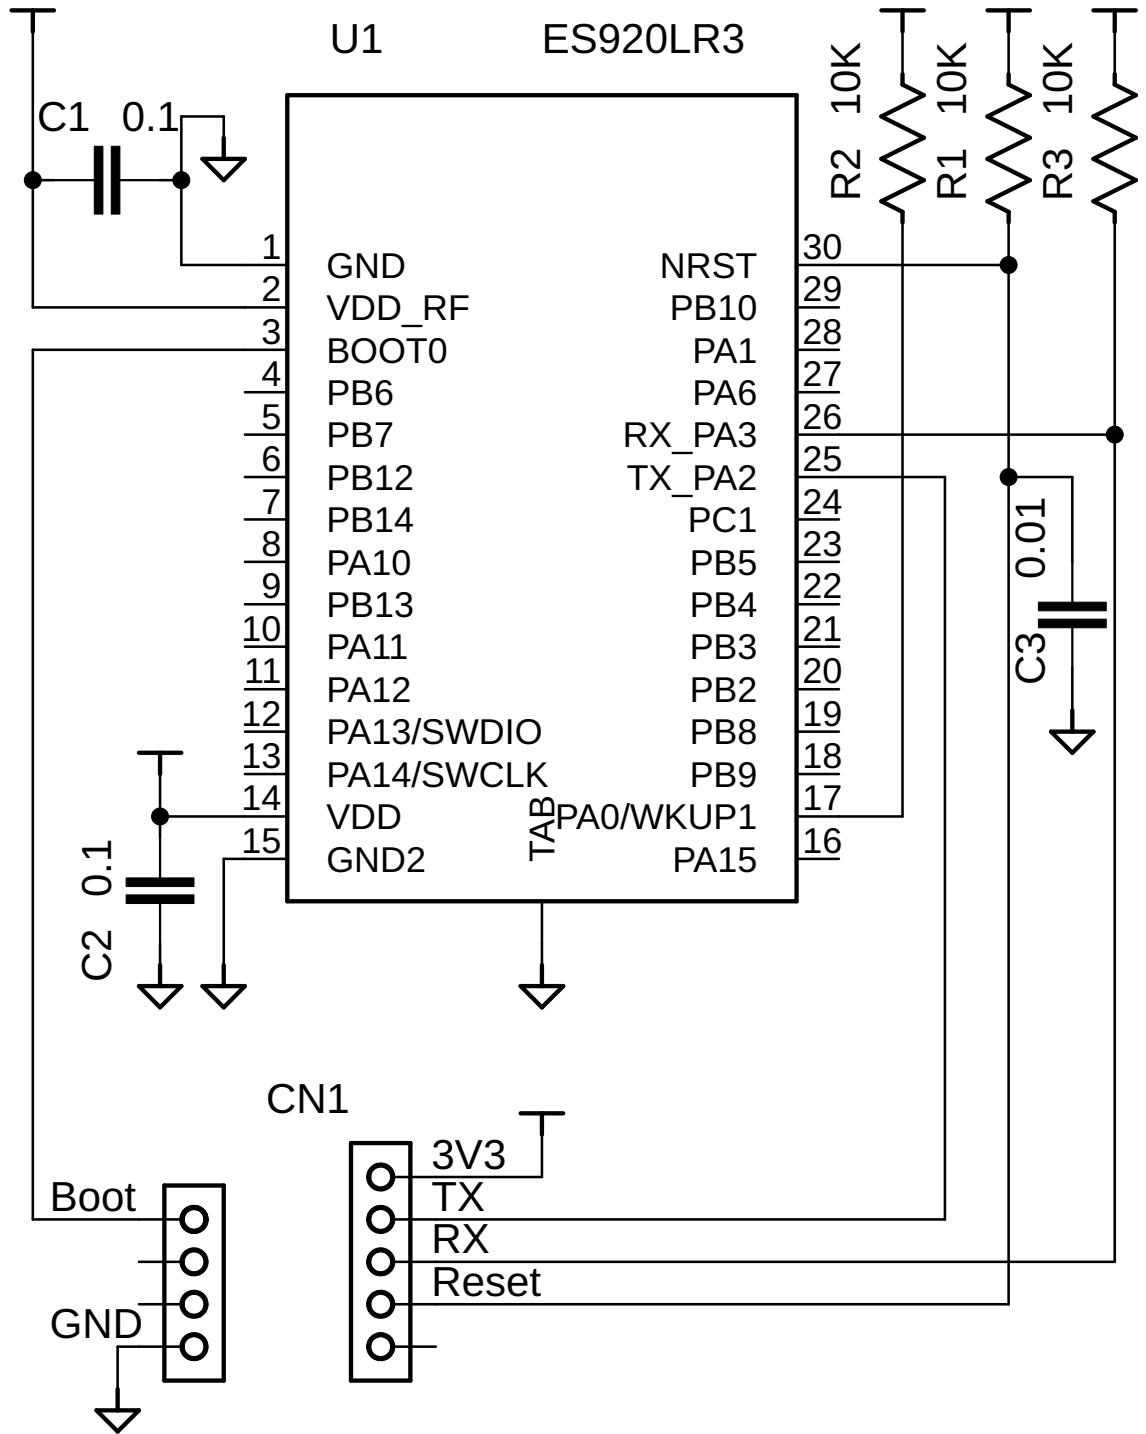 U1 ES920LR3
C1 0.1
R2 10K
R1 10K
R3 10K
1 GND NRST 30
2 VDD_RF PB10 29
3 BOOT0 PA1 28
4 PB6 PA6 27
5 PB7 RX_PA3 26
6 PB12 TX_PA2 25
7 PB14 PC1 24
8 PA10 PB5 23
9 PB13 PB4 22
10 PA11 PB3 21
11 PA12 PB2 20
12 PA13/SWDIO PB8 19
13 PA14/SWCLK PB9 18
14 VDD PA0/WKUP1 17
15 GND2 PA15 16
TAB
C3 0.01
C2 0.1
CN1
3V3
Boot TX
RX
Reset
GND